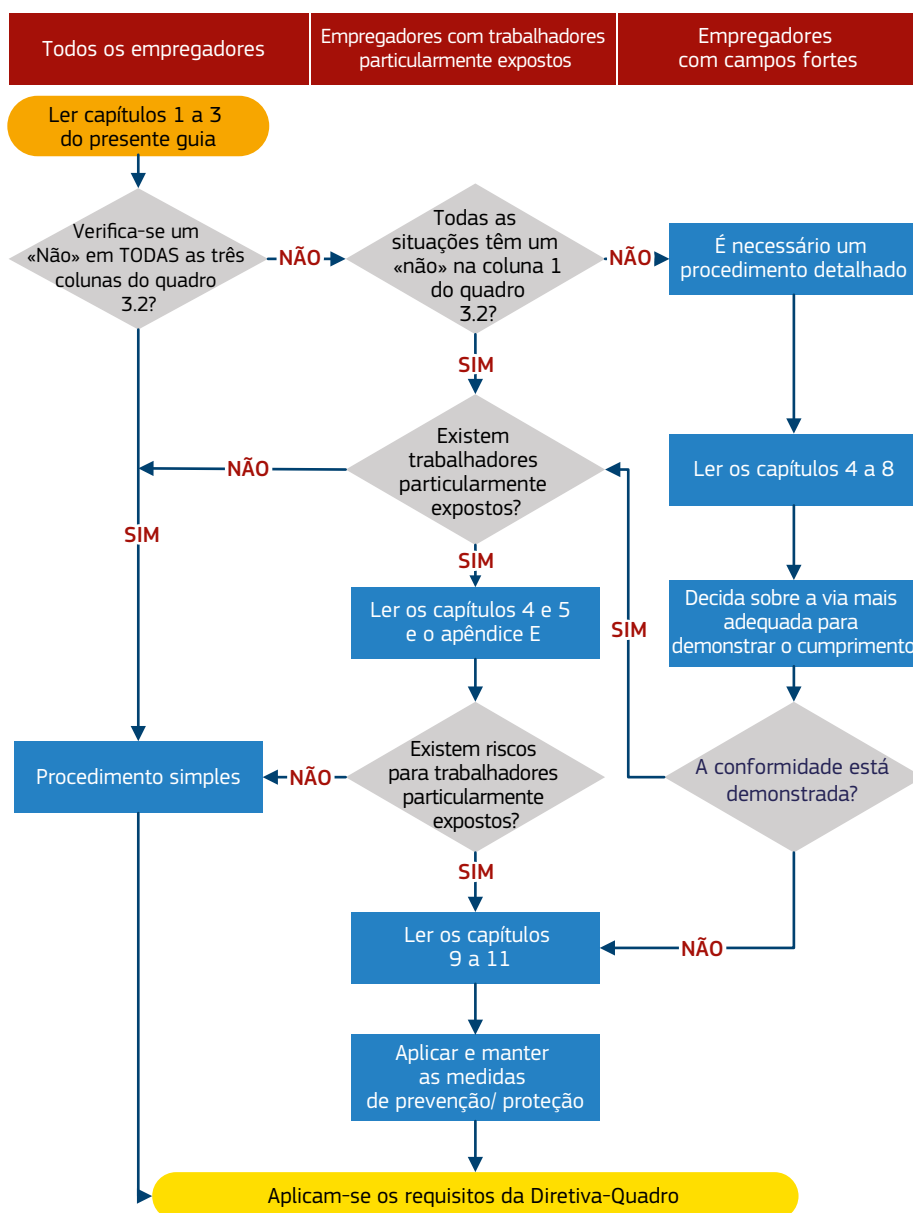 Todos os empregadores
Empregadores com trabalhadores
particularmente expostos
Empregadores
com campos fortes
Ler capítulos 1 a 3
do presente guia
Verifica-se um
«Não» em TODAS as três
colunas do quadro
3.2?
NÃO
Todas as
situações têm um
«não» na coluna 1
do quadro
3.2?
NÃO
É necessário um
procedimento detalhado
SIM
Existem
trabalhadores
particularmente
expostos?
NÃO
Ler os capítulos 4 a 8
SIM
SIM
Ler os capítulos 4 e 5
e o apêndice E
SIM
Decida sobre a via mais
adequada para
demonstrar o cumprimento
Procedimento simples
NÃO
Existem riscos
para trabalhadores
particularmente
expostos?
A conformidade está
demonstrada?
SIM
Ler os capítulos
9 a 11
NÃO
Aplicar e manter
as medidas
de prevenção/ proteção
Aplicam-se os requisitos da Diretiva-Quadro